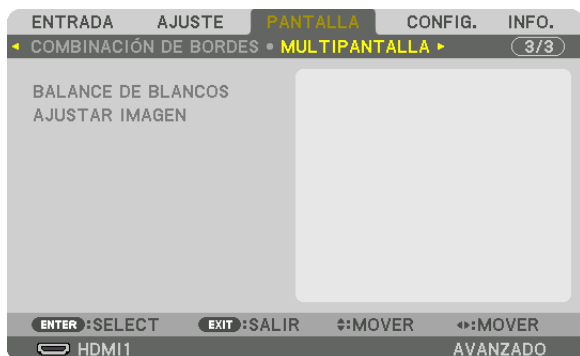 ENTRADA AJUSTE PANTALLA CONFIG. INFO.
COMBINACIÓN DE BORDES • MULTIPANTALLA 3/3
BALANCE DE BLANCOS
AJUSTAR IMAGEN
ENTER :SELECT EXIT :SALIR :MOVER :MOVER
HDMI1 AVANZADO